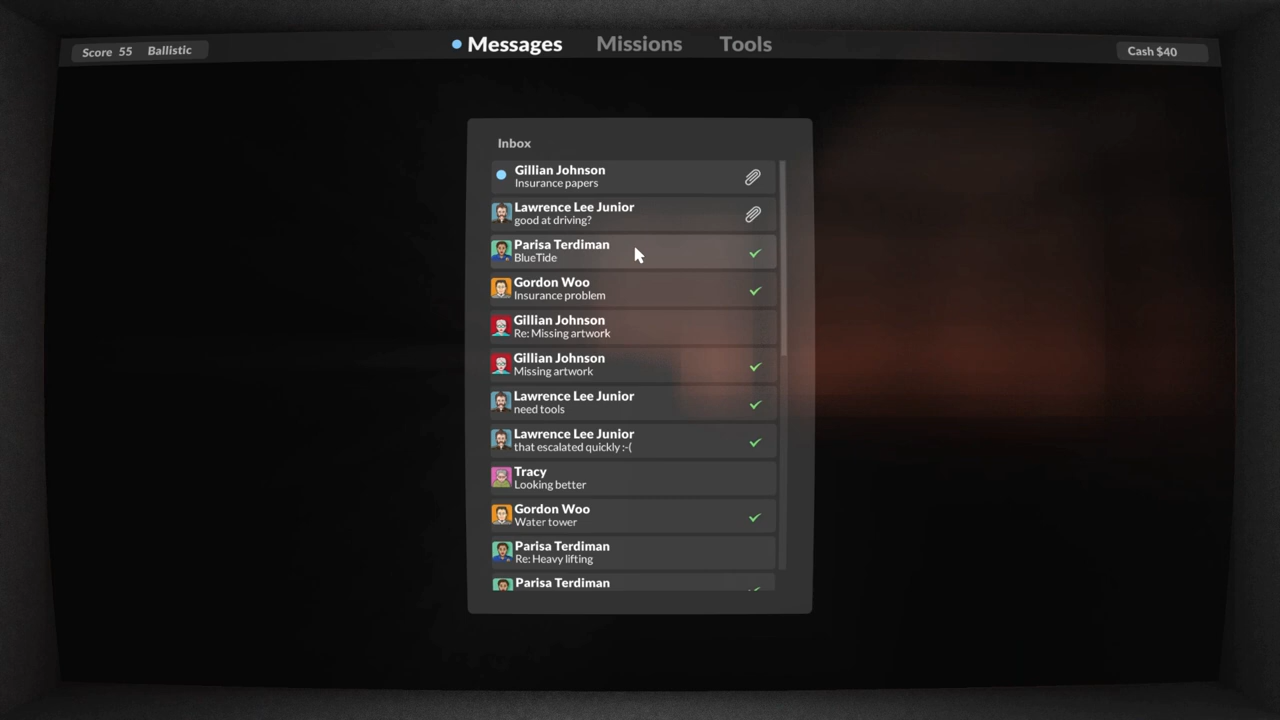 Score 55 Ballistic
Messages Missions Tools
Cash $40
Inbox
Gillian Johnson
Insurance papers
Lawrence Lee Junior
good at driving?
Parisa Terdiman
BlueTide
Gordon Woo
Insurance problem
Gillian Johnson
Re: Missing artwork
Gillian Johnson
Missing artwork
Lawrence Lee Junior
need tools
Lawrence Lee Junior
that escalated quickly :-(
Tracy
Looking better
Gordon Woo
Water tower
Parisa Terdiman
Re: Heavy lifting
Parisa Terdiman